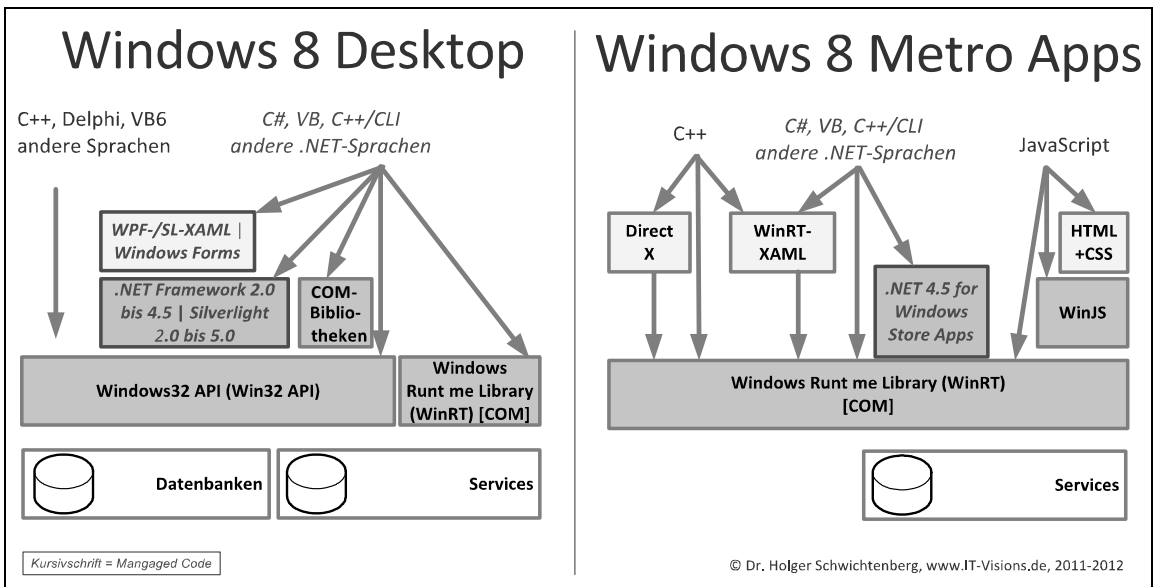 Windows 8 Desktop
C++, Delphi, VB6
andere Sprachen
C#, VB, C++/CLI
andere .NET-Sprachen
WPF-/SL-XAML |
Windows Forms
.NET Framework 2.0
bis 4.5 | Silverlight
2.0 bis 5.0
COM-
Biblio-
theken
Windows32 API (Win32 API)
Windows
Runt me Library
(WinRT) [COM]
Datenbanken
Services
Kursivschrift = Mangaged Code
Windows 8 Metro Apps
C++
C#, VB, C++/CLI
andere .NET-Sprachen
JavaScript
Direct
X
WinRT-
XAML
HTML
+CSS
.NET 4.5 for
Windows
Store Apps
WinJS
Windows Runt me Library (WinRT)
[COM]
Services
© Dr. Holger Schwichtenberg, www.IT-Visions.de, 2011-2012